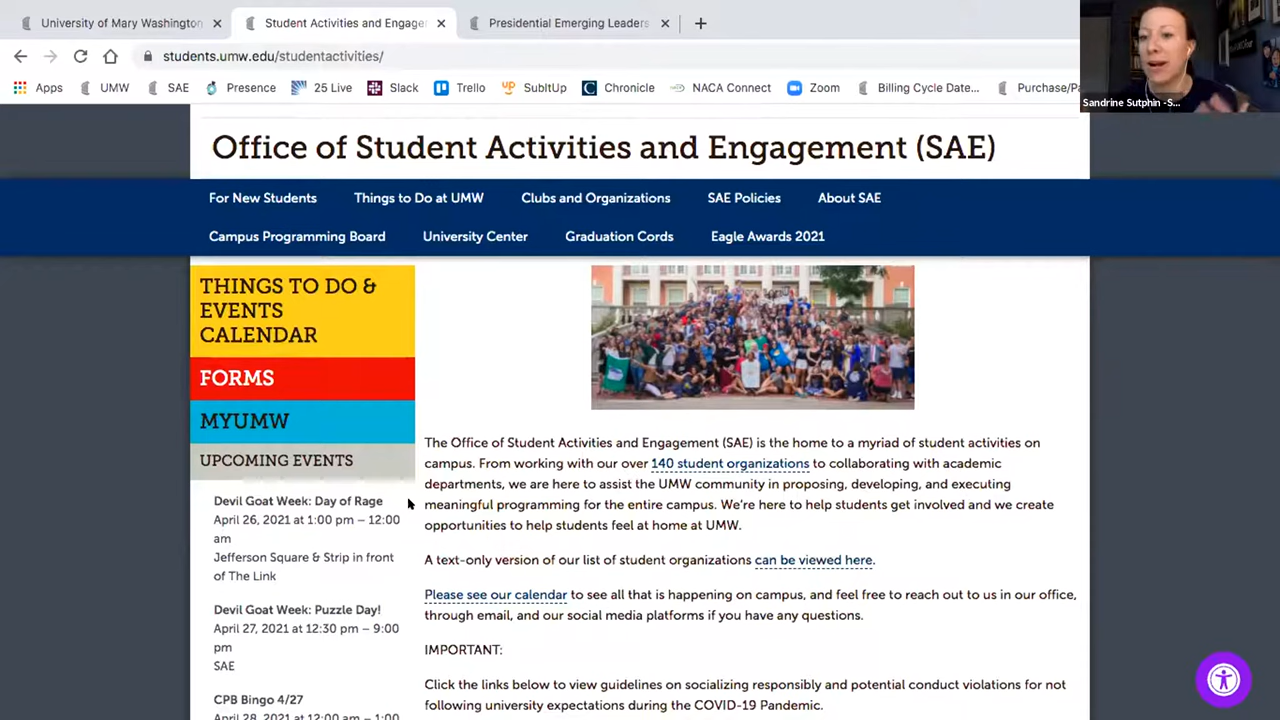 University of Mary Washington
Student Activities and Engager
Presidential Emerging Leaders
students.umw.edu/studentactivities/
Apps UMW SAE Presence 25 Live Slack Trello SubItUp Chronicle NACA Connect Zoom Billing Cycle Date... Purchase/Pa
Sandrine Sutphin -S...
Office of Student Activities and Engagement (SAE)
For New Students Things to Do at UMW Clubs and Organizations SAE Policies About SAE
Campus Programming Board University Center Graduation Cords Eagle Awards 2021
THINGS TO DO &
EVENTS
CALENDAR
FORMS
MYUMW
UPCOMING EVENTS
Devil Goat Week: Day of Rage
April 26, 2021 at 1:00 pm – 12:00
am
Jefferson Square & Strip in front
of The Link
Devil Goat Week: Puzzle Day!
April 27, 2021 at 12:30 pm – 9:00
pm
SAE
CPB Bingo 4/27
April 28, 2021 at 12:00 am – 1:00
The Office of Student Activities and Engagement (SAE) is the home to a myriad of student activities on
campus. From working with our over 140 student organizations to collaborating with academic
departments, we are here to assist the UMW community in proposing, developing, and executing
meaningful programming for the entire campus. We're here to help students get involved and we create
opportunities to help students feel at home at UMW.
A text-only version of our list of student organizations can be viewed here.
Please see our calendar to see all that is happening on campus, and feel free to reach out to us in our office,
through email, and our social media platforms if you have any questions.
IMPORTANT:
Click the links below to view guidelines on socializing responsibly and potential conduct violations for not
following university expectations during the COVID-19 Pandemic.